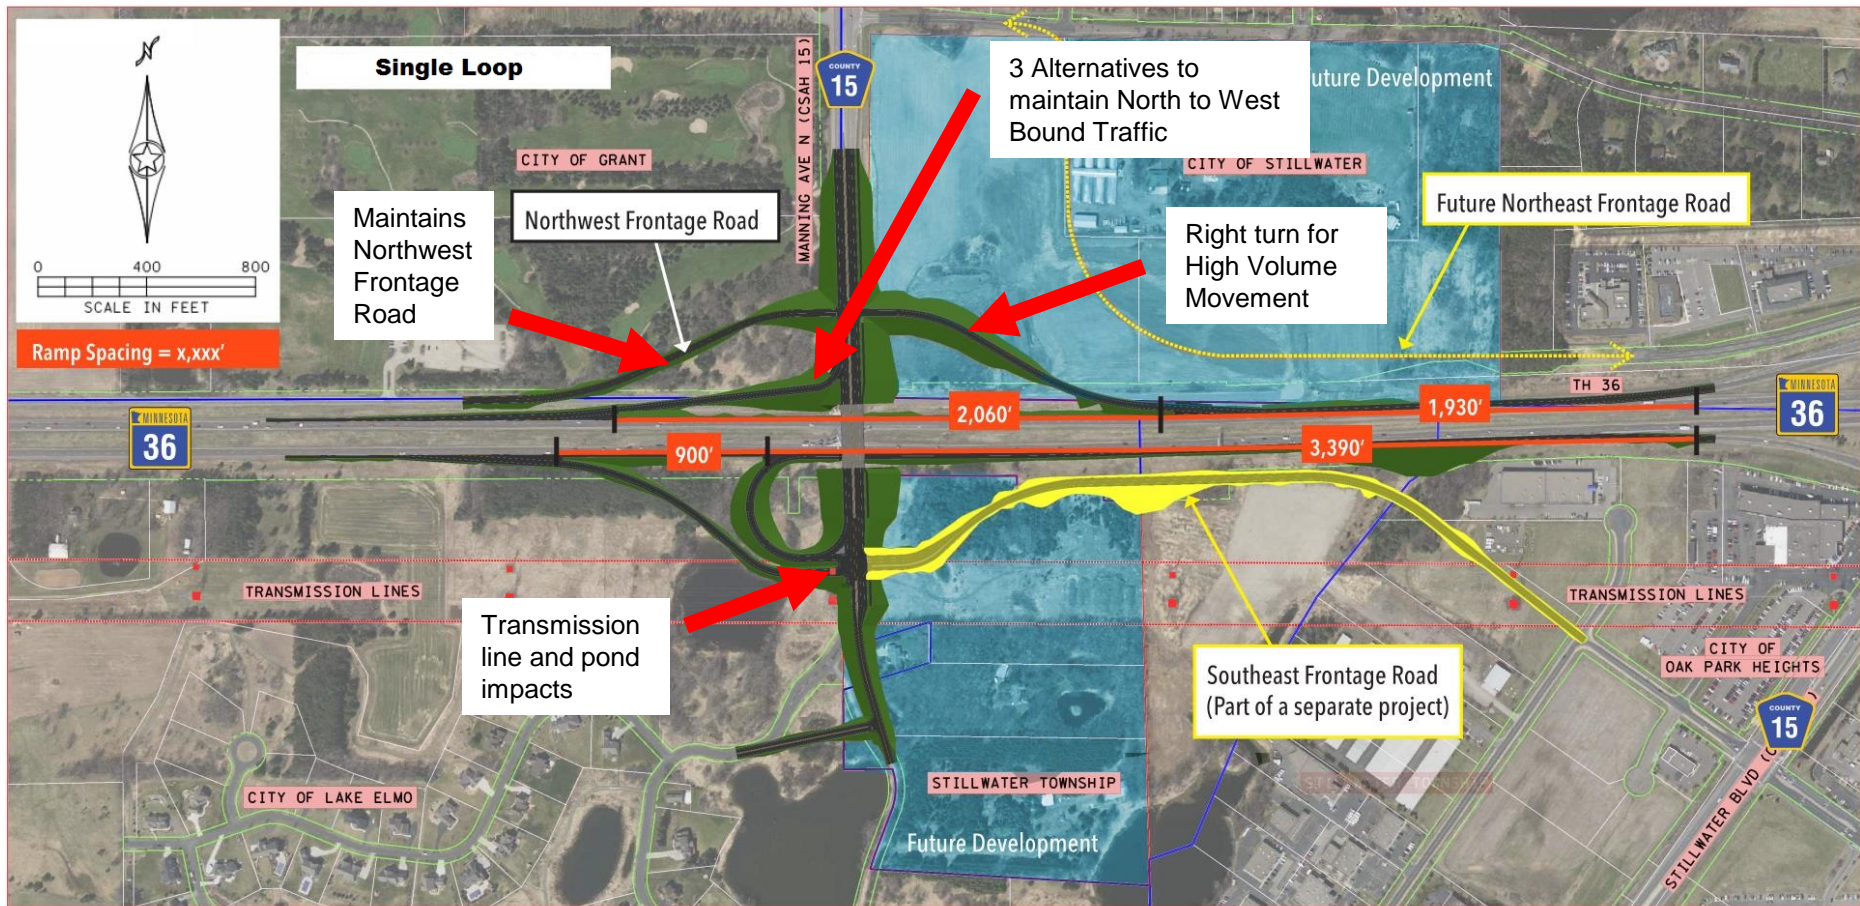 N
0 400 800
SCALE IN FEET
Ramp Spacing = x,xxx'
Single Loop
MANNING AVE N (CSAH 15)
COUNTY
15
3 Alternatives to
maintain North to West
Bound Traffic
Future Development
CITY OF GRANT
CITY OF STILLWATER
Maintains
Northwest
Frontage
Road
Northwest Frontage Road
Right turn for
High Volume
Movement
Future Northeast Frontage Road
TH 36
MINNESOTA
36
2,060'
1,930'
MINNESOTA
36
900'
3,390'
TRANSMISSION LINES
TRANSMISSION LINES
Transmission
line and pond
impacts
Southeast Frontage Road
(Part of a separate project)
CITY OF
OAK PARK HEIGHTS
COUNTY
15
STILLWATER BLVD
CITY OF LAKE ELMO
STILLWATER TOWNSHIP
Future Development